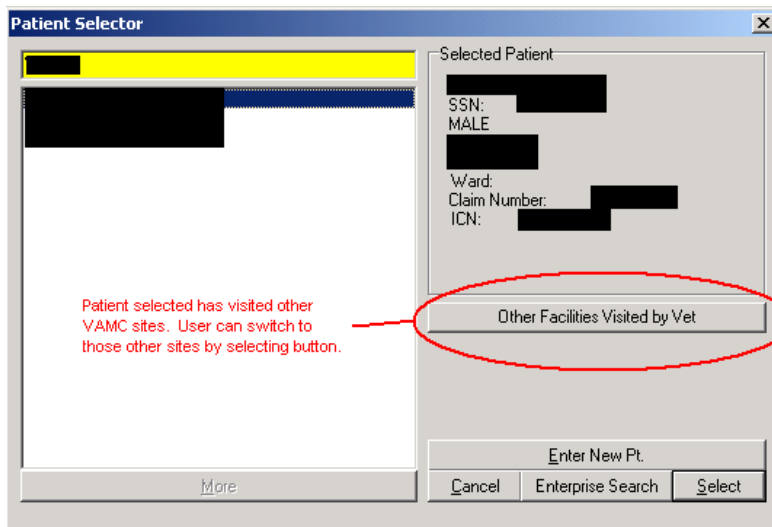 Patient Selector
Selected Patient
SSN:
MALE
Ward:
Claim Number:
ICN:
Patient selected has visited other
VAMC sites. User can switch to
those other sites by selecting button.
Other Facilities Visited by Vet
Enter New Pt.
More
Cancel
Enterprise Search
Select